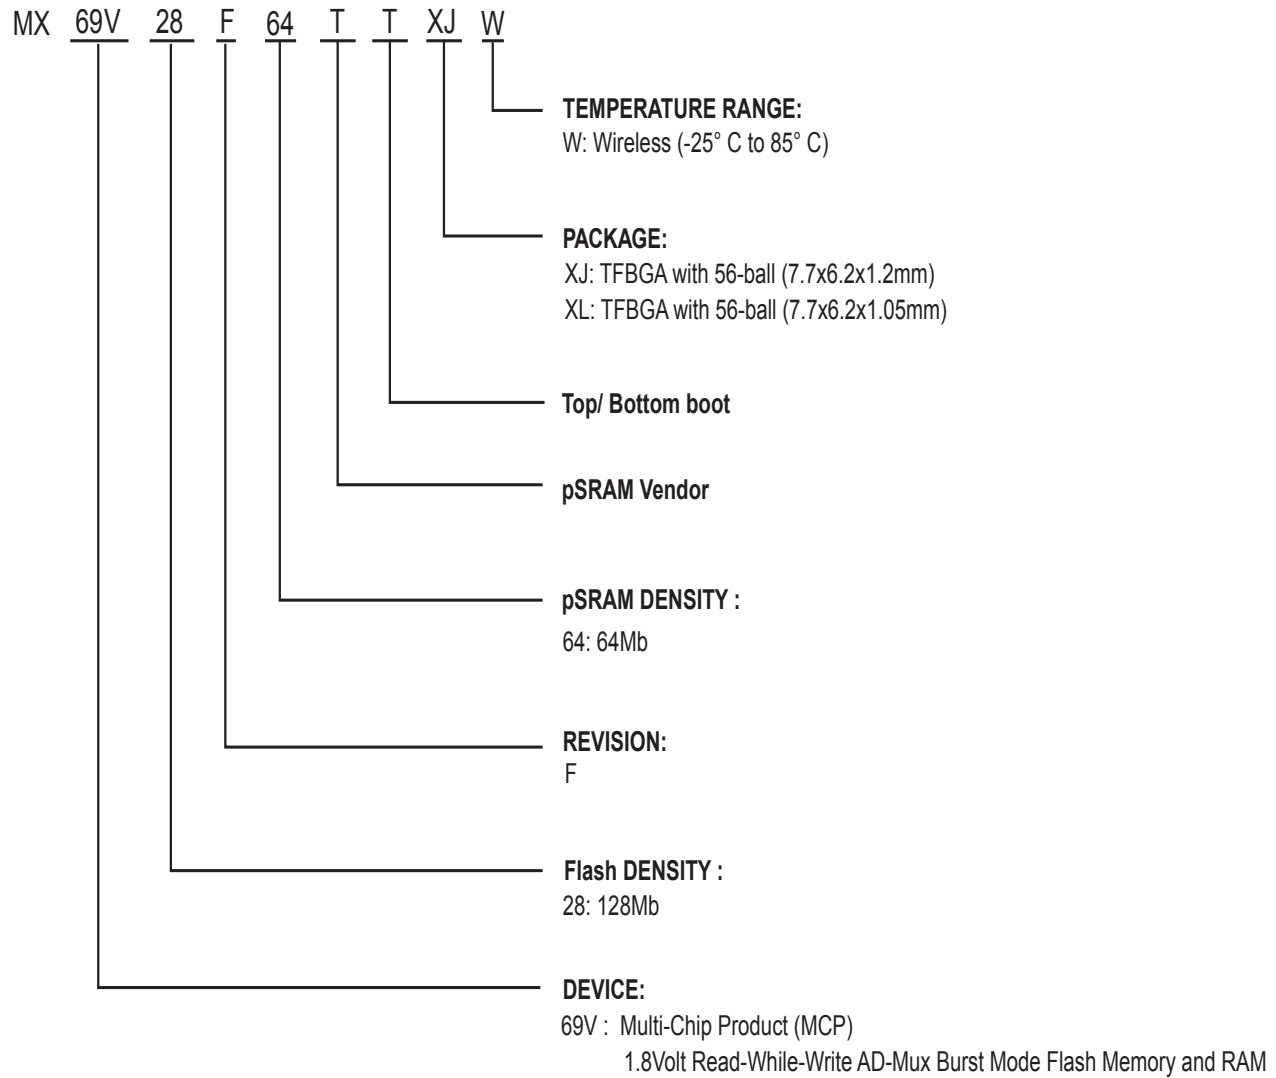 MX 69V 28 F 64 T T XJ W
TEMPERATURE RANGE:
W: Wireless (-25° C to 85° C)
PACKAGE:
XJ: TFBGA with 56-ball (7.7x6.2x1.2mm)
XL: TFBGA with 56-ball (7.7x6.2x1.05mm)
Top/ Bottom boot
pSRAM Vendor
pSRAM DENSITY :
64: 64Mb
REVISION:
F
Flash DENSITY :
28: 128Mb
DEVICE:
69V : Multi-Chip Product (MCP)
1.8Volt Read-While-Write AD-Mux Burst Mode Flash Memory and RAM